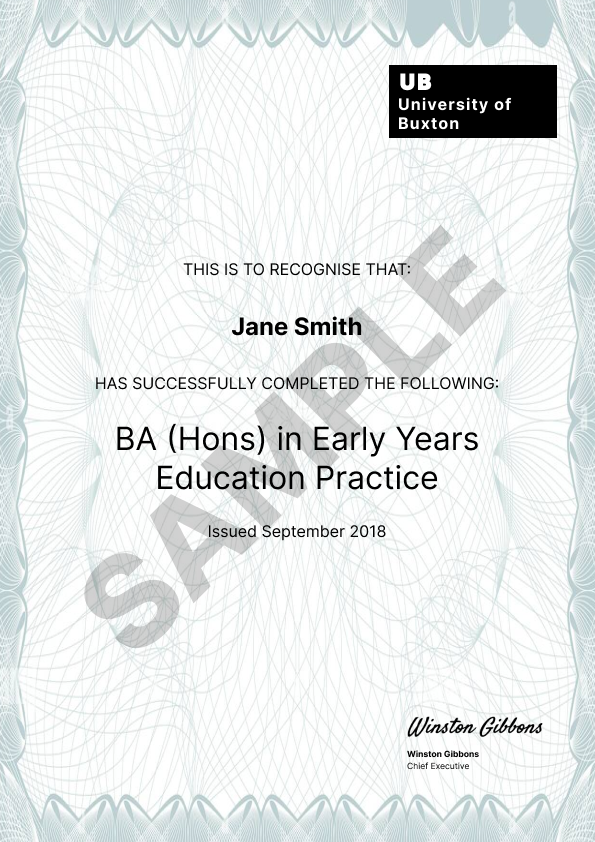 UB
University of
Buxton
THIS IS TO RECOGNISE THAT:
Jane Smith
HAS SUCCESSFULLY COMPLETED THE FOLLOWING:
BA (Hons) in Early Years
Education Practice
Issued September 2018
SAMPLE
Winston Gibbons
Winston Gibbons
Chief Executive